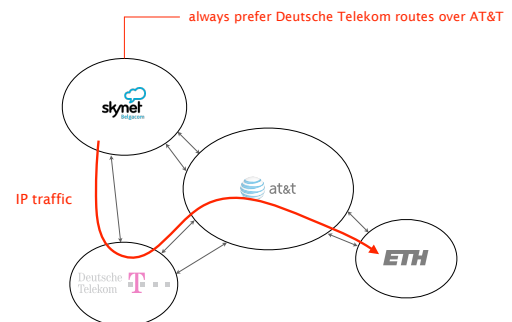 always prefer Deutsche Telekom routes over AT&T
skynet
Belgacom
at&t
IP traffic
ETH
Deutsche
Telekom
T